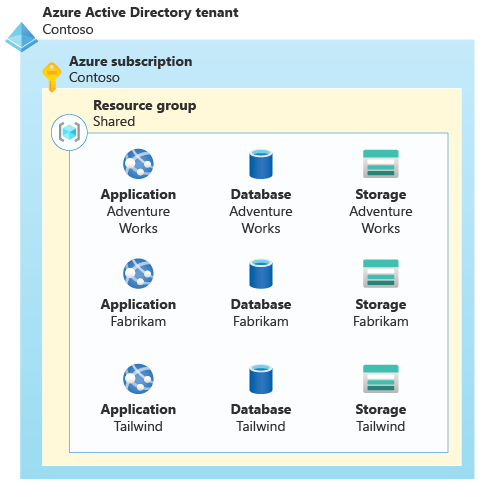 Azure Active Directory tenant
Contoso
Azure subscription
Contoso
Resource group
Shared
Application Database Storage
Adventure Adventure Adventure
Works Works Works
Application Database Storage
Fabrikam Fabrikam Fabrikam
Application Database Storage
Tailwind Tailwind Tailwind